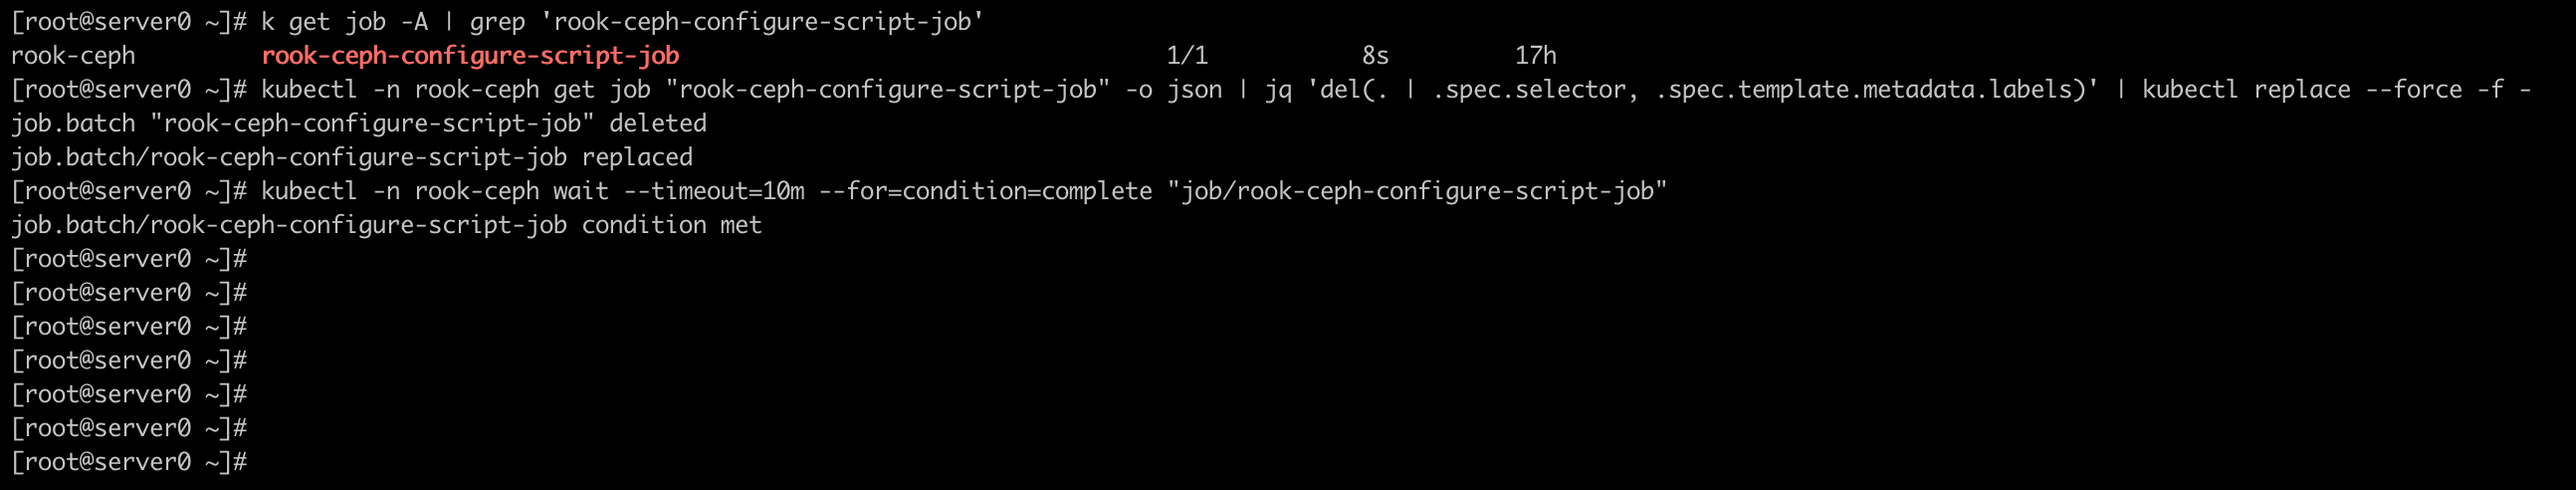 [root@server0 ~]# k get job -A | grep 'rook-ceph-configure-script-job'
rook-ceph         rook-ceph-configure-script-job                                   1/1           8s         17h
[root@server0 ~]# kubectl -n rook-ceph get job "rook-ceph-configure-script-job" -o json | jq 'del(. | .spec.selector, .spec.template.metadata.labels)' | kubectl replace --force -f -
job.batch "rook-ceph-configure-script-job" deleted
job.batch/rook-ceph-configure-script-job replaced
[root@server0 ~]# kubectl -n rook-ceph wait --timeout=10m --for=condition=complete "job/rook-ceph-configure-script-job"
job.batch/rook-ceph-configure-script-job condition met
[root@server0 ~]#
[root@server0 ~]#
[root@server0 ~]#
[root@server0 ~]#
[root@server0 ~]#
[root@server0 ~]#
[root@server0 ~]#